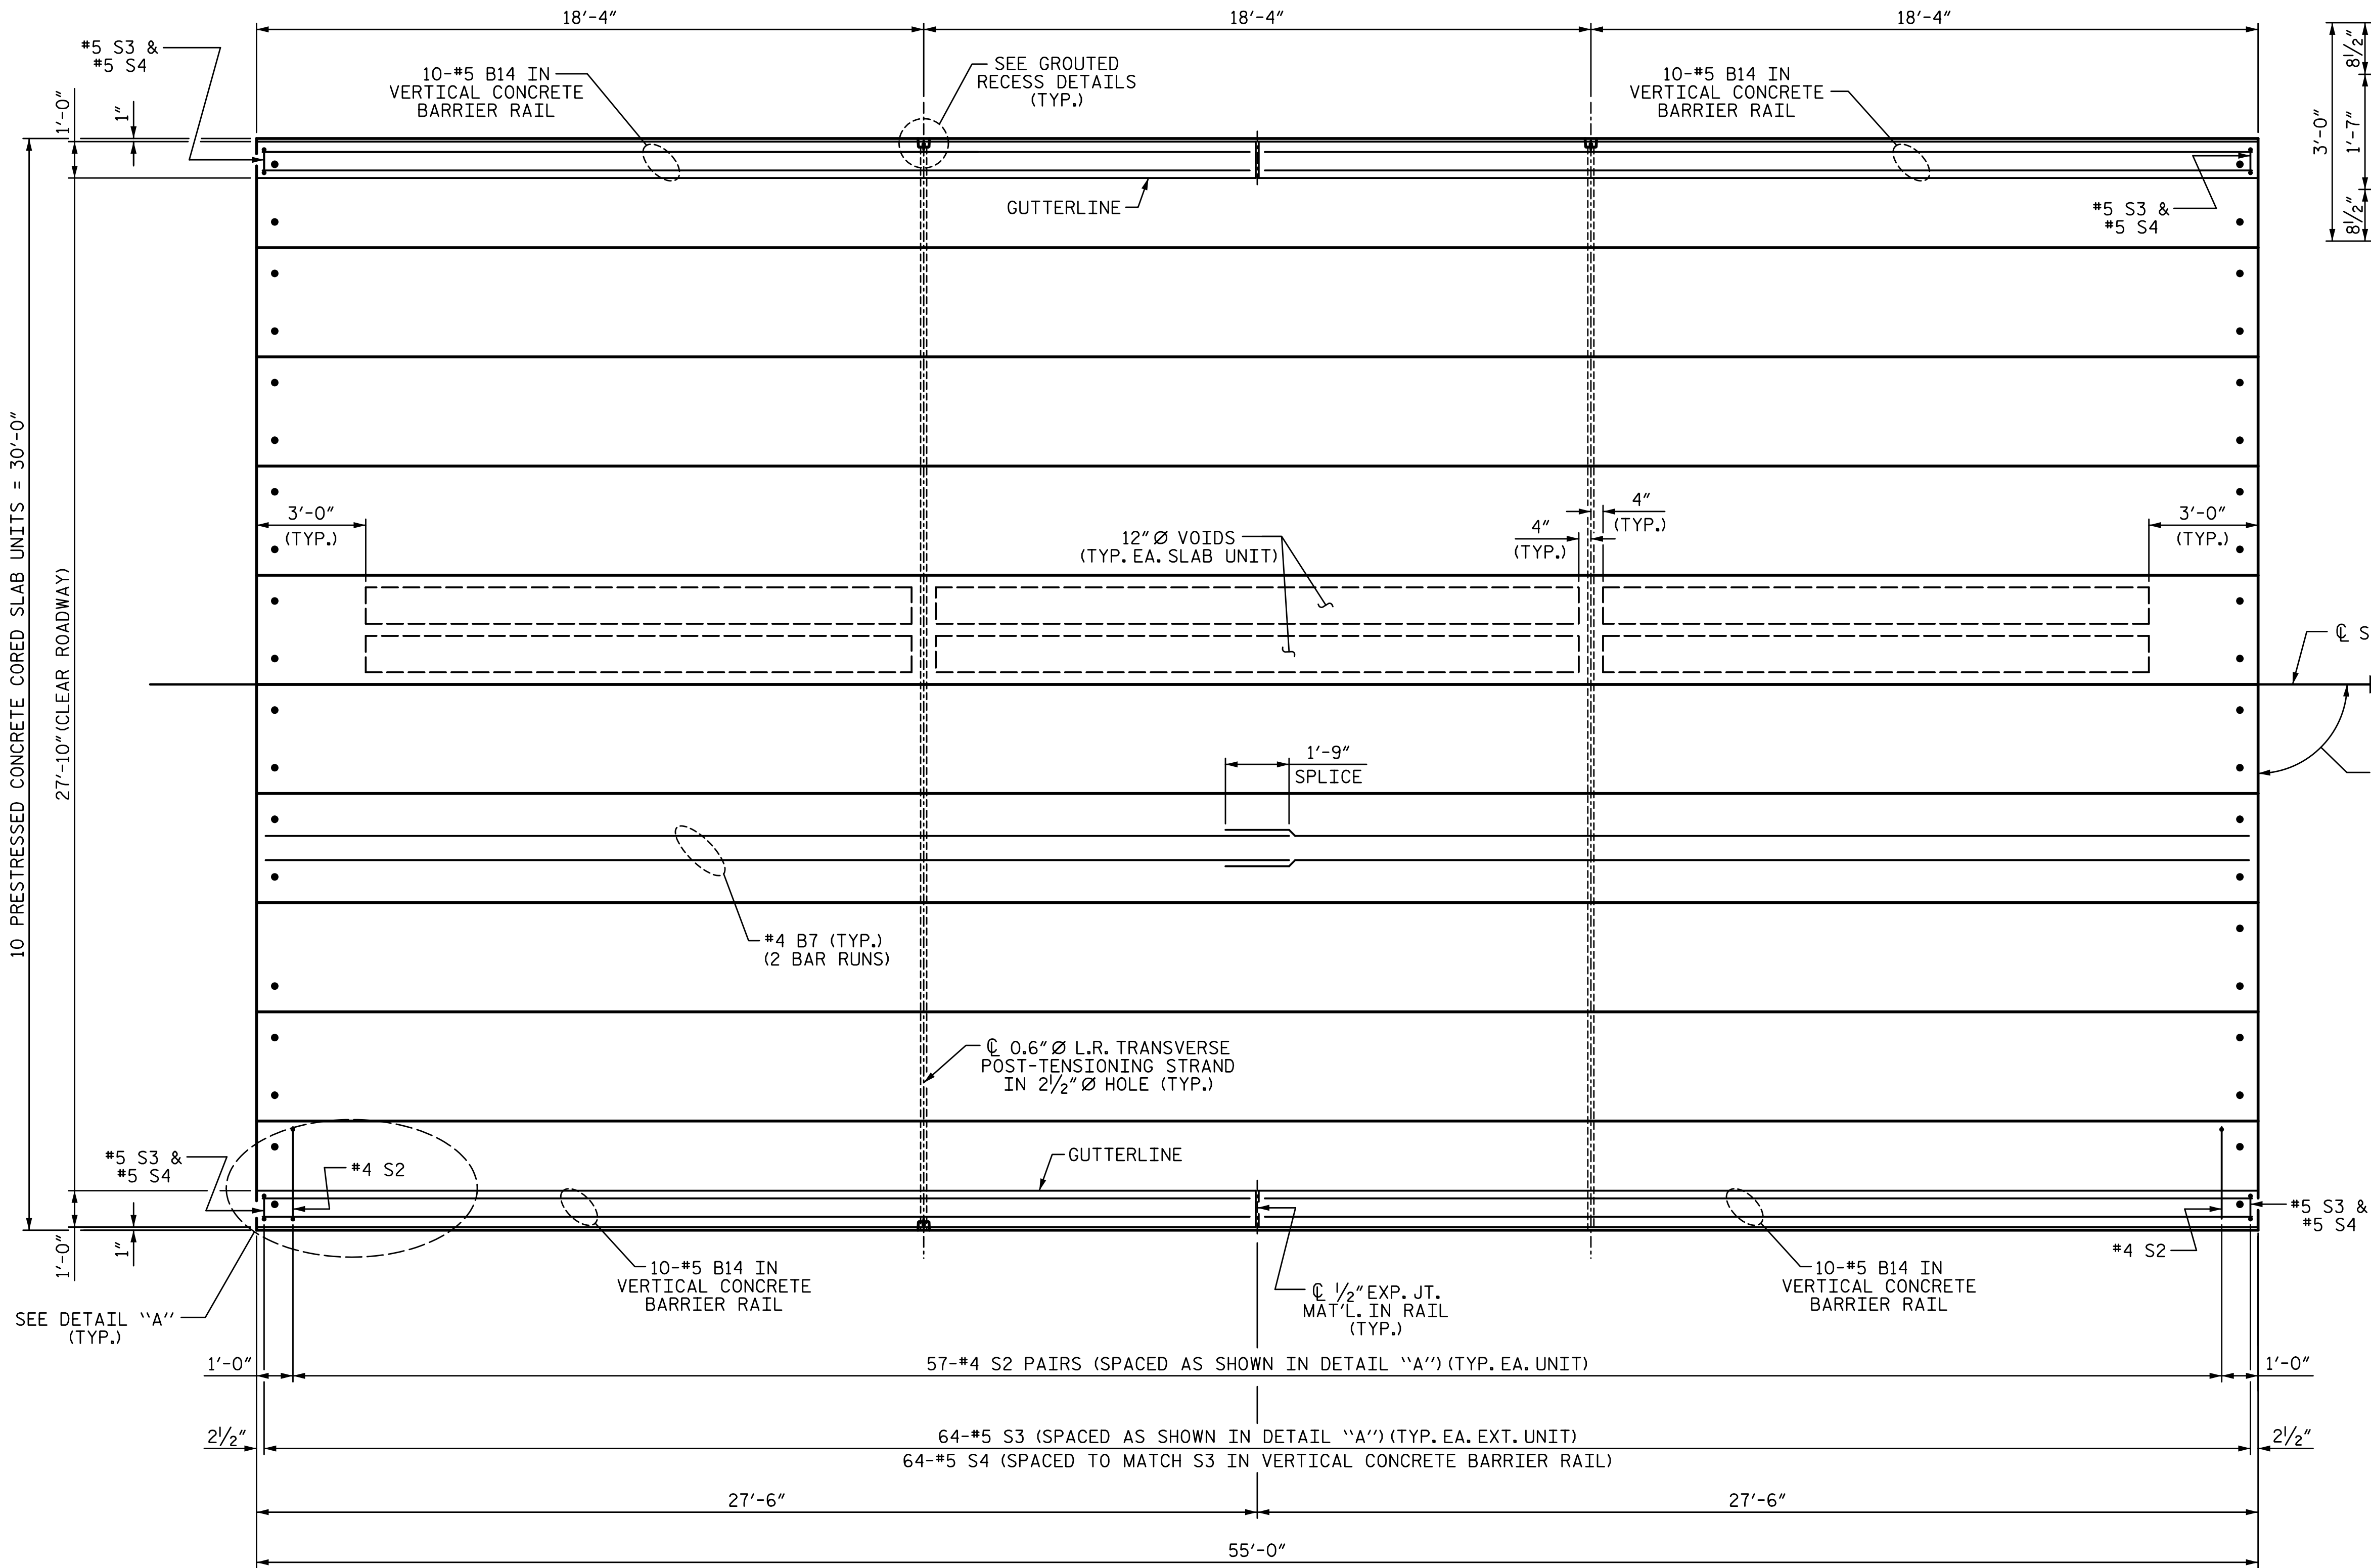 18'-4"
18'-4"
18'-4"
#5 S3 &
#5 S4
10-#5 B14 IN
VERTICAL CONCRETE
BARRIER RAIL
SEE GROUTED
RECESS DETAILS
(TYP.)
10-#5 B14 IN
VERTICAL CONCRETE
BARRIER RAIL
1'-0"
1"
3'-0"
8½"
1'-7"
8½"
GUTTERLINE
#5 S3 &
#5 S4
10 PRESTRESSED CONCRETE CORED SLAB UNITS = 30'-0"
27'-10" (CLEAR ROADWAY)
3'-0"
(TYP.)
12" Ø VOIDS
(TYP. EA. SLAB UNIT)
4"
(TYP.)
4"
(TYP.)
3'-0"
(TYP.)
℄ S
1'-9"
SPLICE
#4 B7 (TYP.)
(2 BAR RUNS)
℄ 0.6" Ø L.R. TRANSVERSE
POST-TENSIONING STRAND
IN 2½" Ø HOLE (TYP.)
#5 S3 &
#5 S4
#4 S2
GUTTERLINE
1'-0"
1"
#5 S3 &
#5 S4
#4 S2
10-#5 B14 IN
VERTICAL CONCRETE
BARRIER RAIL
℄ ½" EXP. JT.
MAT'L. IN RAIL
(TYP.)
10-#5 B14 IN
VERTICAL CONCRETE
BARRIER RAIL
SEE DETAIL "A"
(TYP.)
1'-0"
57-#4 S2 PAIRS (SPACED AS SHOWN IN DETAIL "A") (TYP. EA. UNIT)
1'-0"
2½"
64-#5 S3 (SPACED AS SHOWN IN DETAIL "A") (TYP. EA. EXT. UNIT)
64-#5 S4 (SPACED TO MATCH S3 IN VERTICAL CONCRETE BARRIER RAIL)
2½"
27'-6"
27'-6"
55'-0"